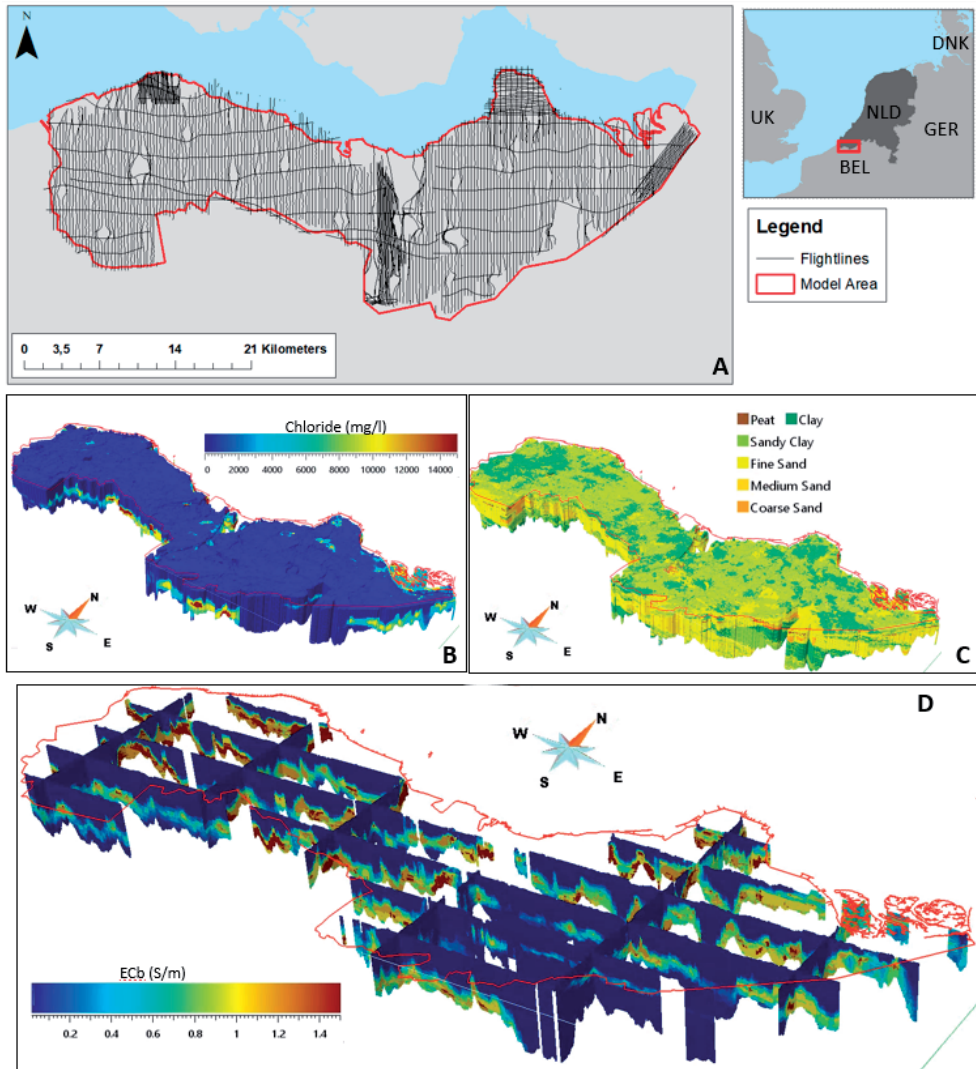 N
0 3,5 7 14 21 Kilometers
A
DNK
UK
NLD
GER
BEL
Legend
Flightlines
Model Area
Chloride (mg/l)
0 2000 4000 6000 8000 10000 12000 14000
W N
S E
B
Peat Clay
Sandy Clay
Fine Sand
Medium Sand
Coarse Sand
W N
S E
C
D
W N
S E
ECb (S/m)
0.2 0.4 0.6 0.8 1 1.2 1.4